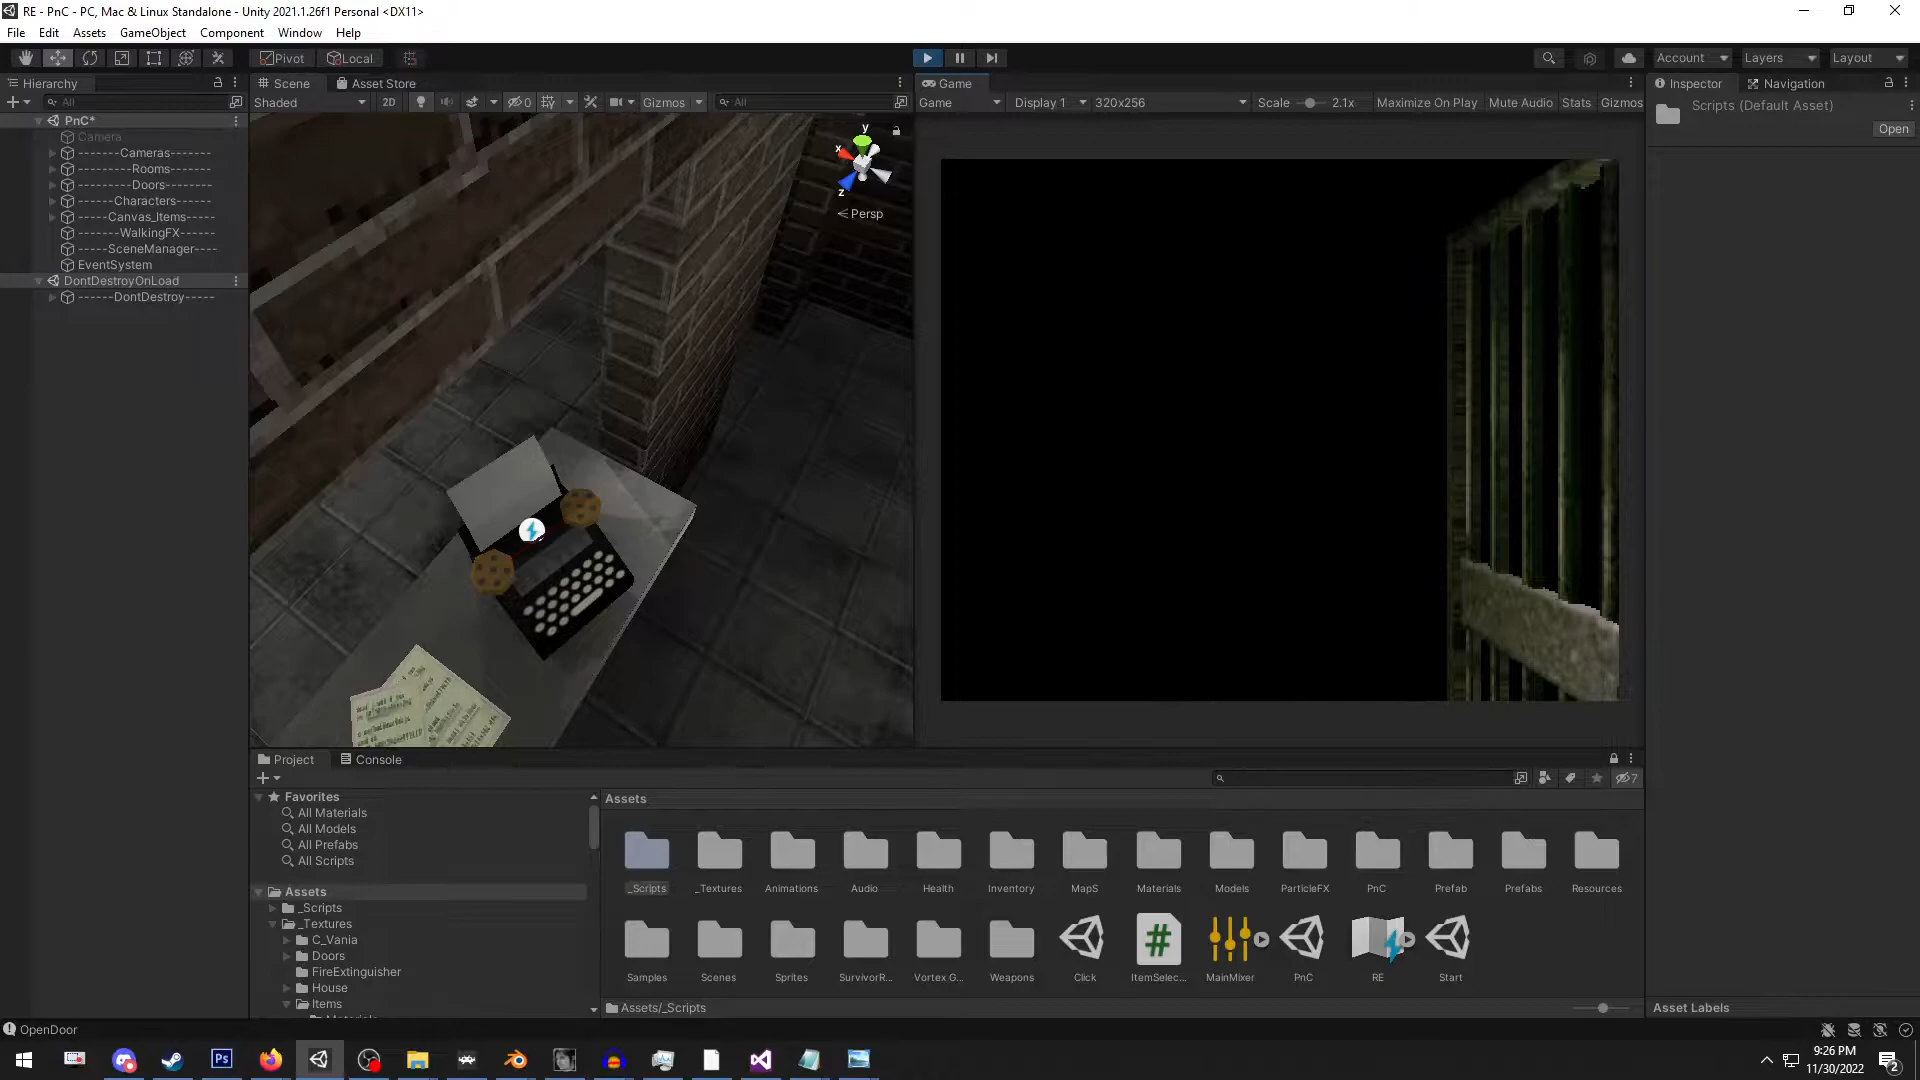 RE - PnC - PC, Mac & Linux Standalone - Unity 2021.1.26f1 Personal <DX11>
File Edit Assets GameObject Component Window Help
Pivot Local
Account Layers Layout
Hierarchy
All
PnC*
Camera
-------Cameras-------
---------Rooms-------
---------Doors--------
------Characters------
-----Canvas_Items-----
-------WalkingFX------
-----SceneManager----
EventSystem
DontDestroyOnLoad
------DontDestroy-----
Scene Asset Store
Shaded 2D 0 Gizmos All
y
x
z
Persp
Game
Game Display 1 320x256 Scale 2.1x Maximize On Play Mute Audio Stats Gizmos
Inspector Navigation
Scripts (Default Asset)
Open
Project Console
7
Favorites
All Materials
All Models
All Prefabs
All Scripts
Assets
_Scripts
_Textures
C_Vania
Doors
FireExtinguisher
House
Items
Assets
_Scripts _Textures Animations Audio Health Inventory MapS Materials Models ParticleFX PnC Prefab Prefabs Resources
Samples Scenes Sprites SurvivorR... Vortex G... Weapons Click ItemSelec... MainMixer PnC RE Start
Assets/_Scripts
Asset Labels
OpenDoor
9:26 PM
11/30/2022
2